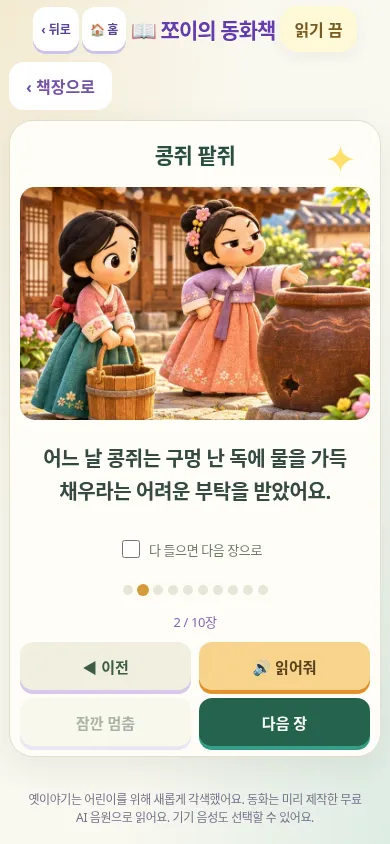 ‹ 뒤로
🏠 홈
📖 쪼이의 동화책
읽기 끔
‹ 책장으로
콩쥐 팥쥐
어느 날 콩쥐는 구멍 난 독에 물을 가득
채우라는 어려운 부탁을 받았어요.
다 들으면 다음 장으로
2 / 10장
◀ 이전
🔊 읽어줘
잠깐 멈춤
다음 장
옛이야기는 어린이를 위해 새롭게 각색했어요. 동화는 미리 제작한 무료
AI 음원으로 읽어요. 기기 음성도 선택할 수 있어요.